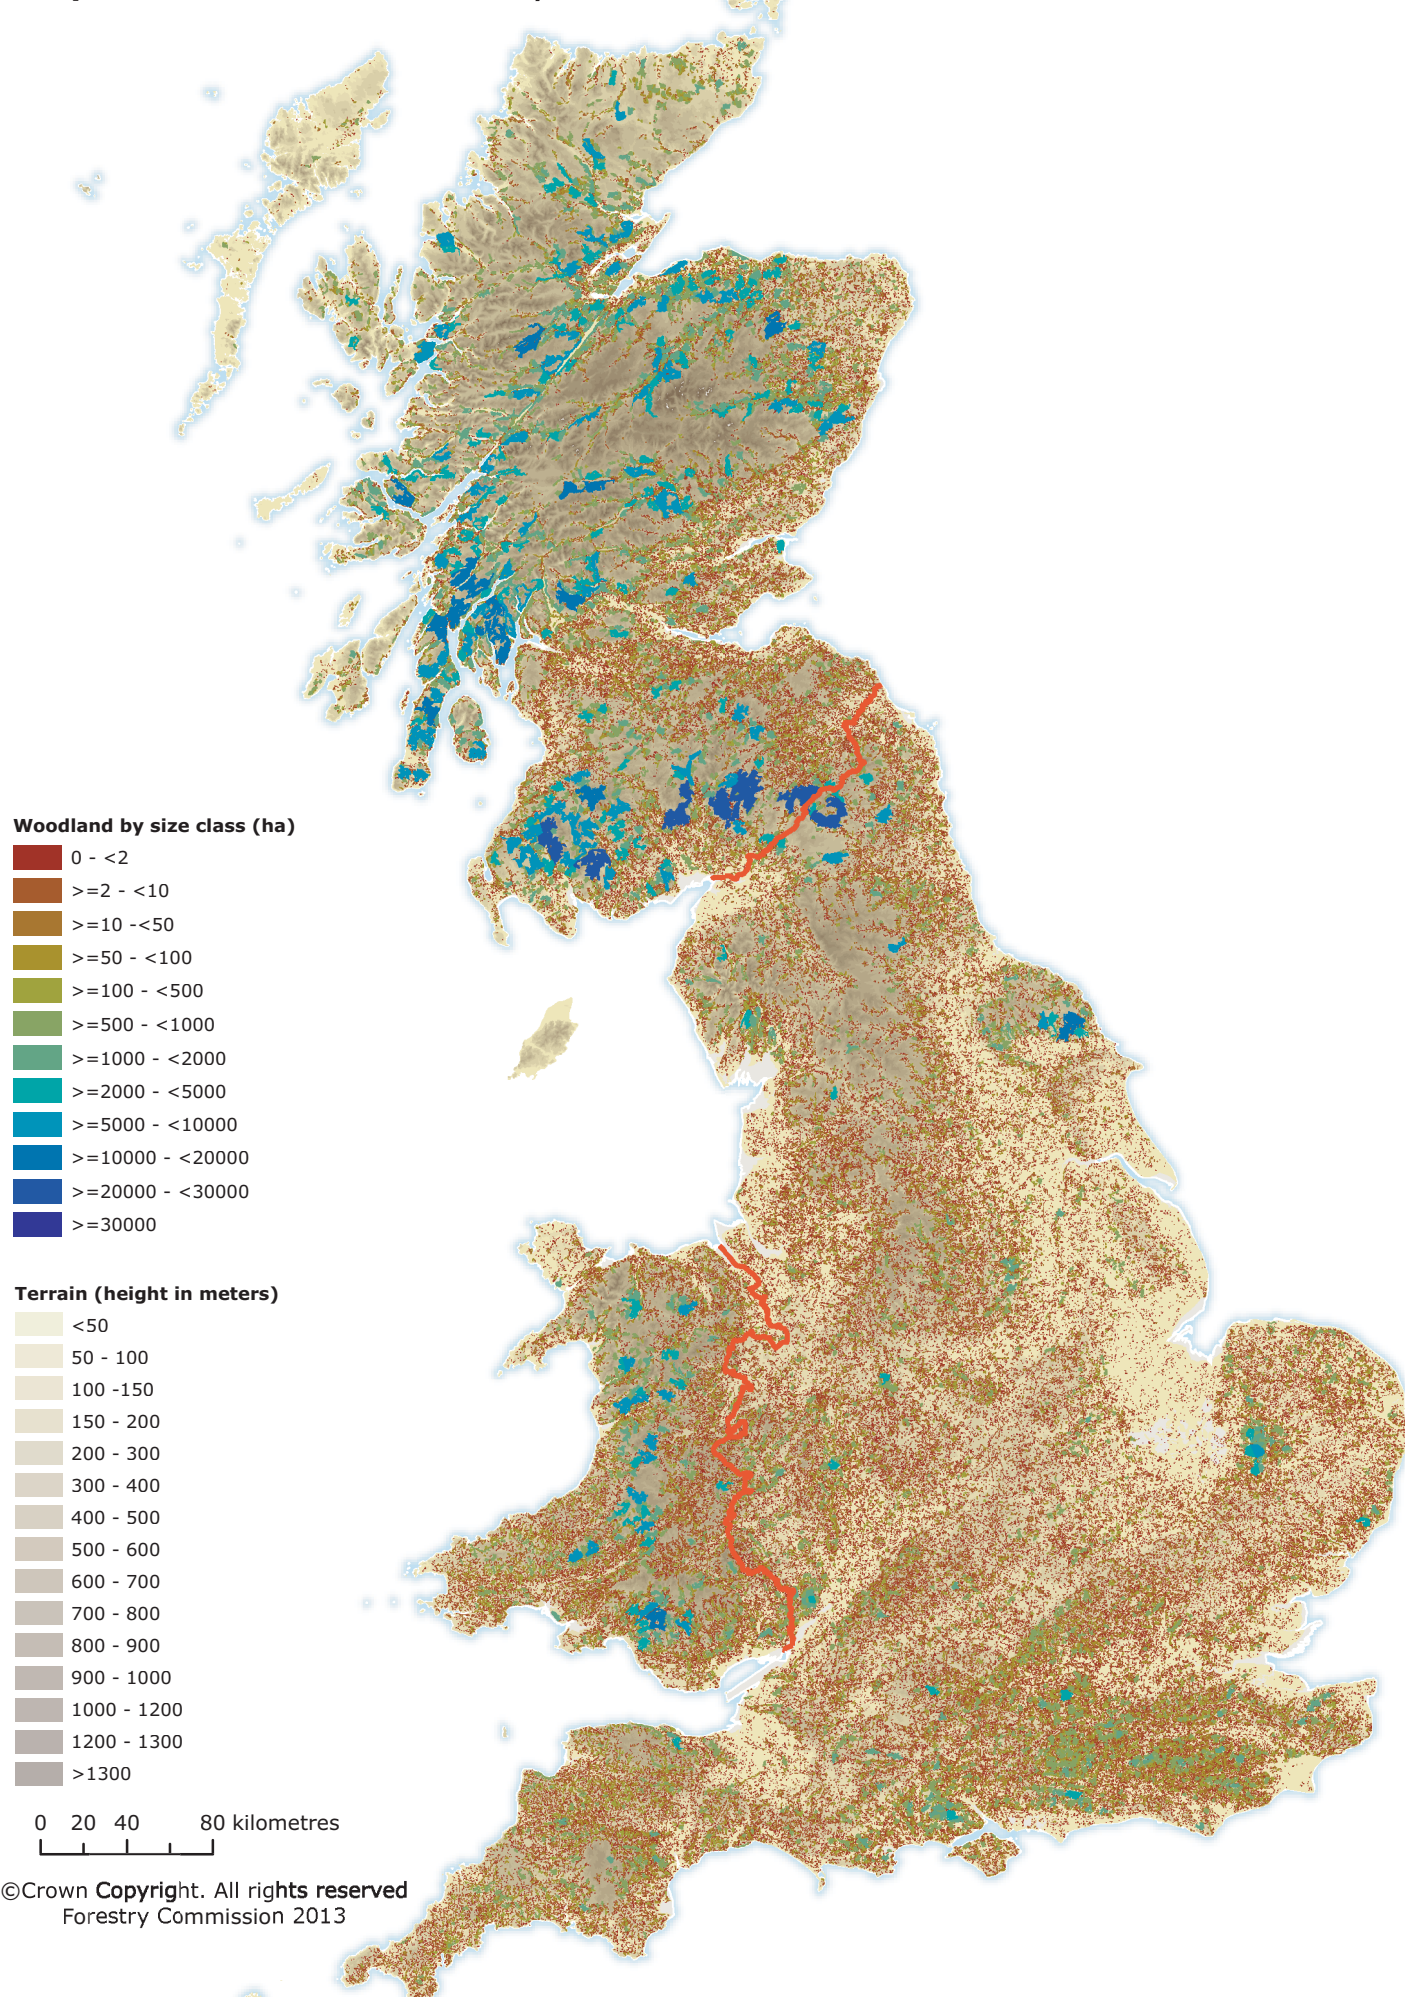 Woodland by size class (ha)
0 - <2
>=2 - <10
>=10 -<50
>=50 - <100
>=100 - <500
>=500 - <1000
>=1000 - <2000
>=2000 - <5000
>=5000 - <10000
>=10000 - <20000
>=20000 - <30000
>=30000
Terrain (height in meters)
<50
50 - 100
100 -150
150 - 200
200 - 300
300 - 400
400 - 500
500 - 600
600 - 700
700 - 800
800 - 900
900 - 1000
1000 - 1200
1200 - 1300
>1300
0 20 40 80 kilometres
©Crown Copyright. All rights reserved
Forestry Commission 2013